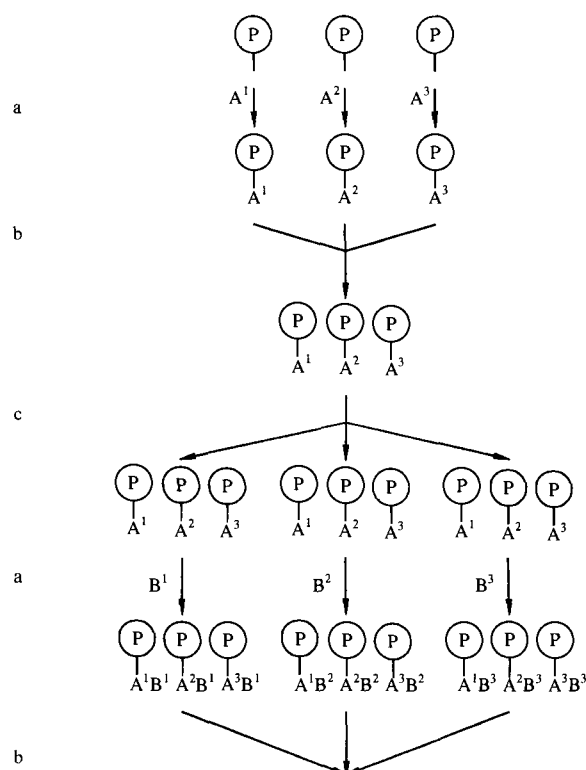 P P P
a A¹ A² A³
P P P
A¹ A² A³
b
P P P
A¹ A² A³
c
P P P P P P P P P
A¹ A² A³ A¹ A² A³ A¹ A² A³
a B¹ B² B³
P P P P P P P P P
A¹B¹ A²B¹ A³B¹ A¹B² A²B² A³B² A¹B³ A²B³ A³B³
b